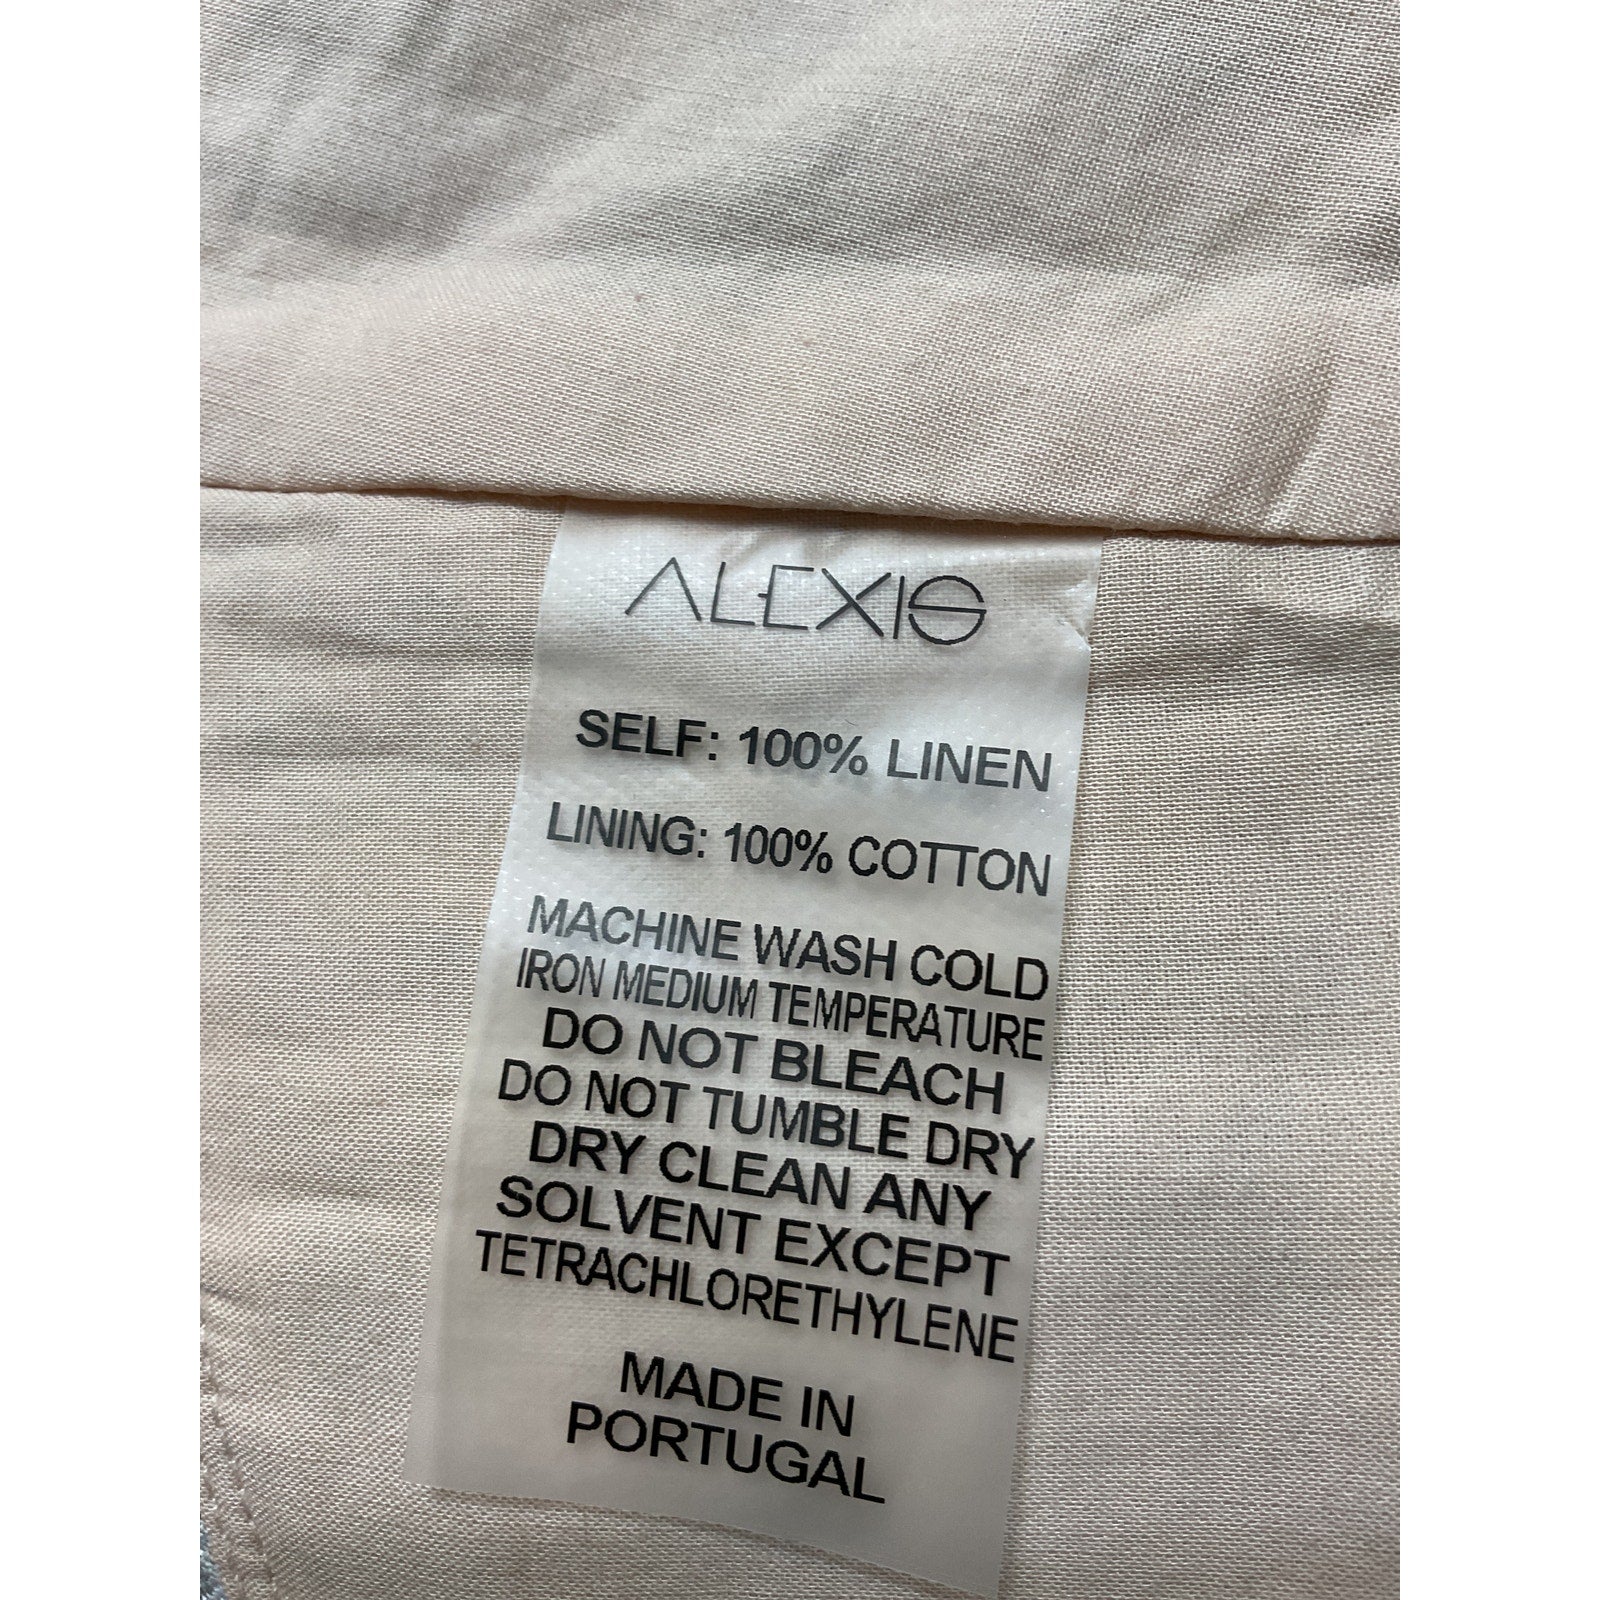 ALEXIS
SELF: 100% LINEN
LINING: 100% COTTON
MACHINE WASH COLD
IRON MEDIUM TEMPERATURE
DO NOT BLEACH
DO NOT TUMBLE DRY
DRY CLEAN ANY
SOLVENT EXCEPT
TETRACHLORETHYLENE
MADE IN
PORTUGAL